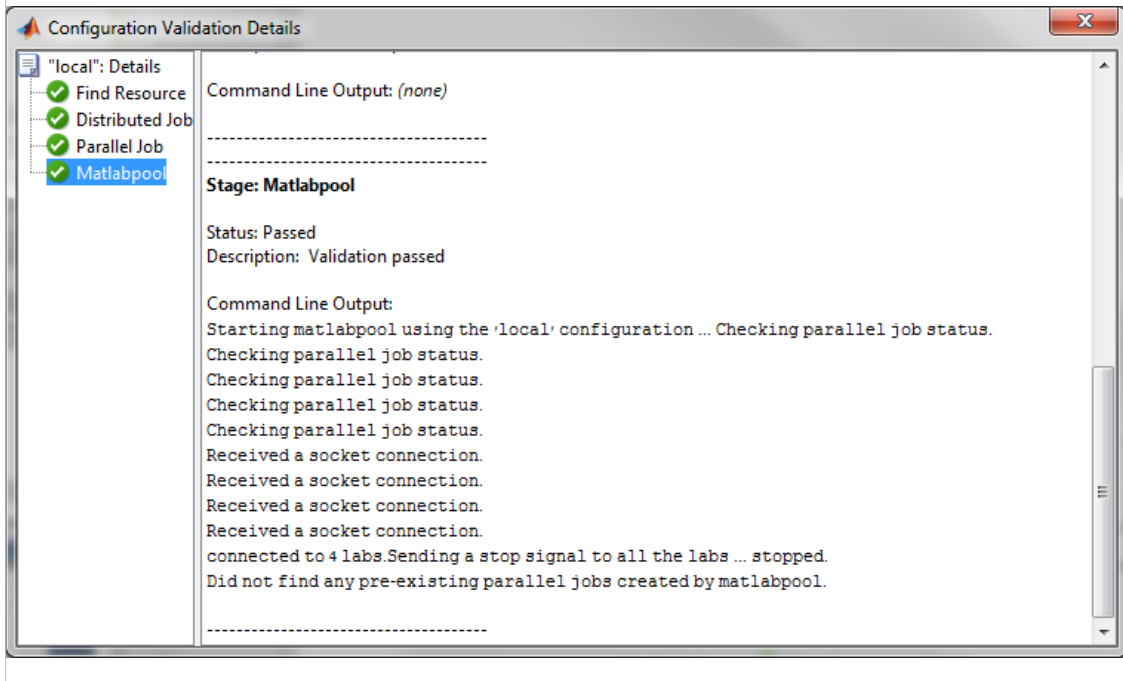 Configuration Validation Details
"local": Details
Find Resource
Distributed Job
Parallel Job
Matlabpool
Command Line Output: (none)
--------------------------------------
--------------------------------------
Stage: Matlabpool
Status: Passed
Description:  Validation passed
Command Line Output:
Starting matlabpool using the 'local' configuration ... Checking parallel job status.
Checking parallel job status.
Checking parallel job status.
Checking parallel job status.
Checking parallel job status.
Received a socket connection.
Received a socket connection.
Received a socket connection.
Received a socket connection.
connected to 4 labs.Sending a stop signal to all the labs ... stopped.
Did not find any pre-existing parallel jobs created by matlabpool.
--------------------------------------